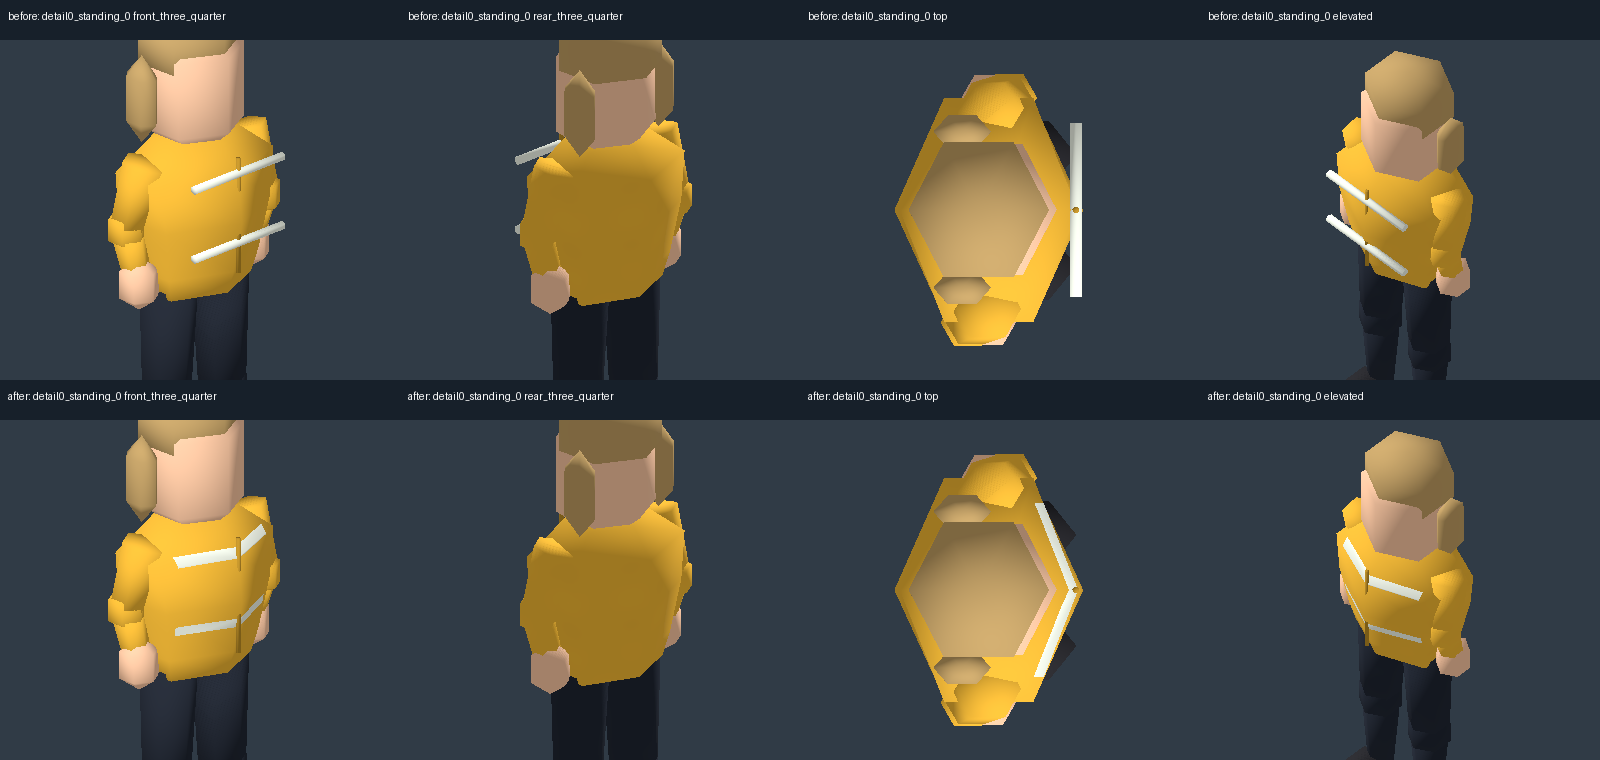 before: detail0_standing_0 front_three_quarter
before: detail0_standing_0 rear_three_quarter
before: detail0_standing_0 top
before: detail0_standing_0 elevated
after: detail0_standing_0 front_three_quarter
after: detail0_standing_0 rear_three_quarter
after: detail0_standing_0 top
after: detail0_standing_0 elevated